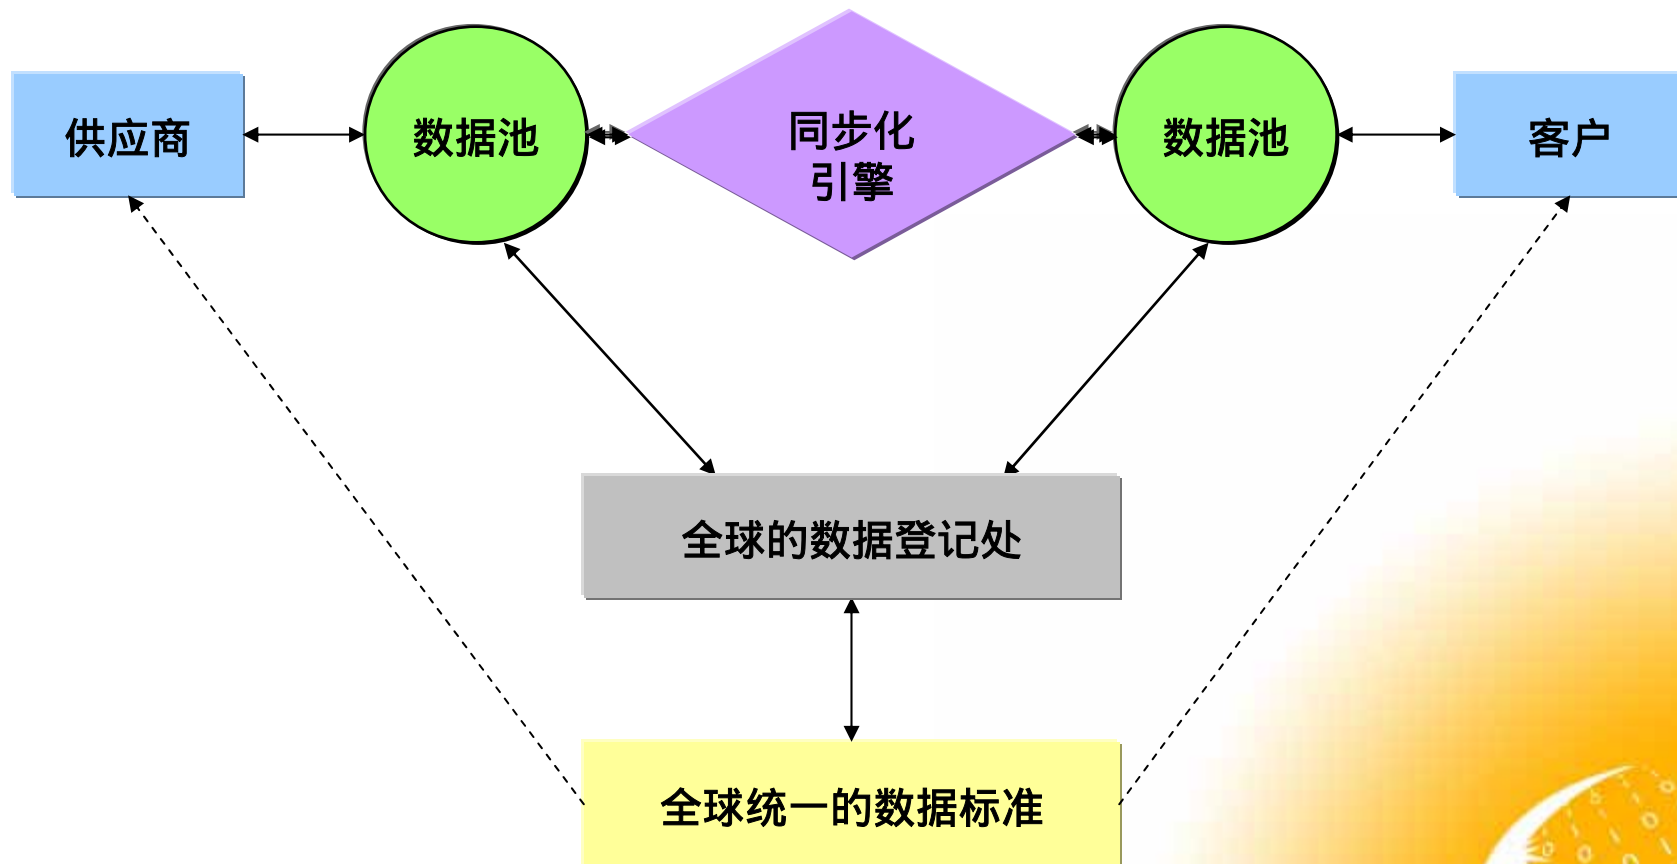 供应商
数据池
同步化
引擎
数据池
客户
全球的数据登记处
全球统一的数据标准